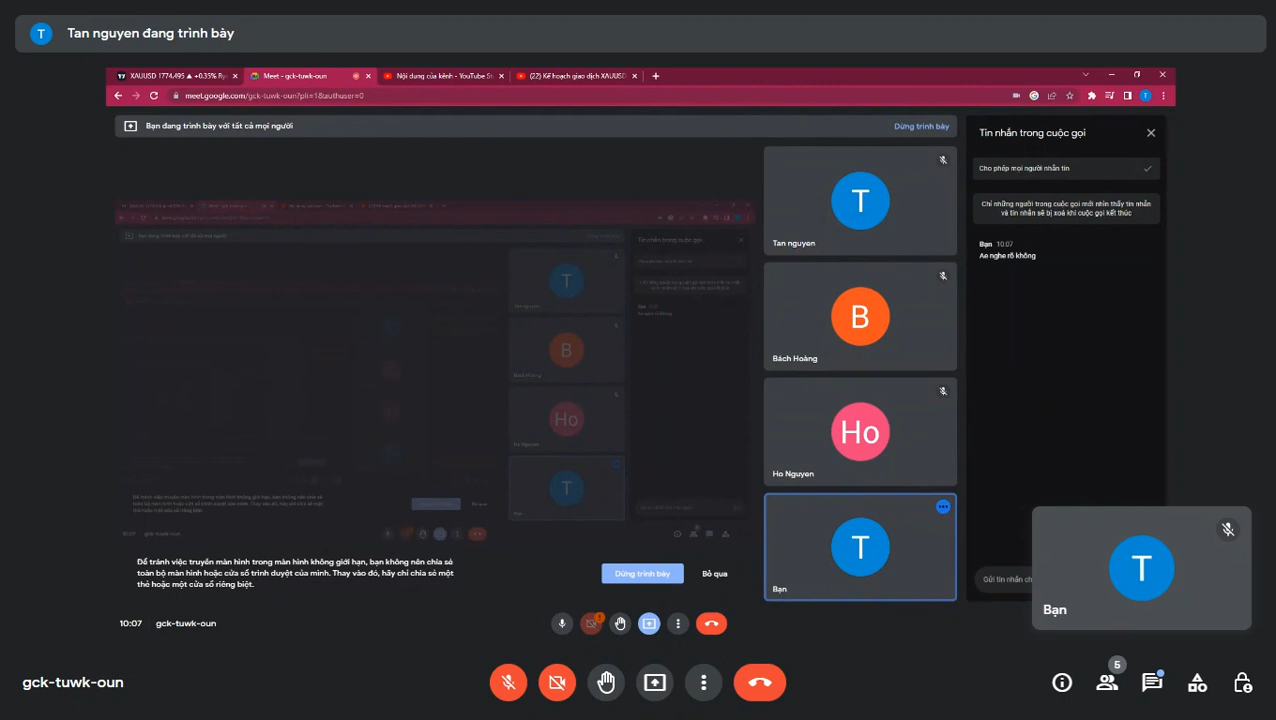 T
Tan nguyen đang trình bày
XAUUSD 1774.495 ▲ +0.35%
Meet - gck-tuwk-oun
Nội dung của kênh - YouTube St
(22) Kế hoạch giao dịch XAUUSD
meet.google.com/gck-tuwk-oun?pli=1&authuser=0
T
Bạn đang trình bày với tất cả mọi người
Dừng trình bày
T
Tan nguyen
B
Bách Hoàng
Ho
Ho Nguyen
T
Bạn
Tin nhắn trong cuộc gọi
Cho phép mọi người nhắn tin
Chỉ những người trong cuộc gọi mới nhìn thấy tin nhắn
và tin nhắn sẽ bị xoá khi cuộc gọi kết thúc
Bạn 10:07
Ae nghe rõ không
Gửi tin nhắn
T
B
Ho
T
Để tránh việc truyền màn hình trong màn hình không giới hạn, bạn không nên chia sẻ
toàn bộ màn hình hoặc cửa sổ trình duyệt của mình. Thay vào đó, hãy chỉ chia sẻ một
thẻ hoặc một cửa sổ riêng biệt.
Dừng trình bày
Bỏ qua
10:07
gck-tuwk-oun
T
Bạn
gck-tuwk-oun
5